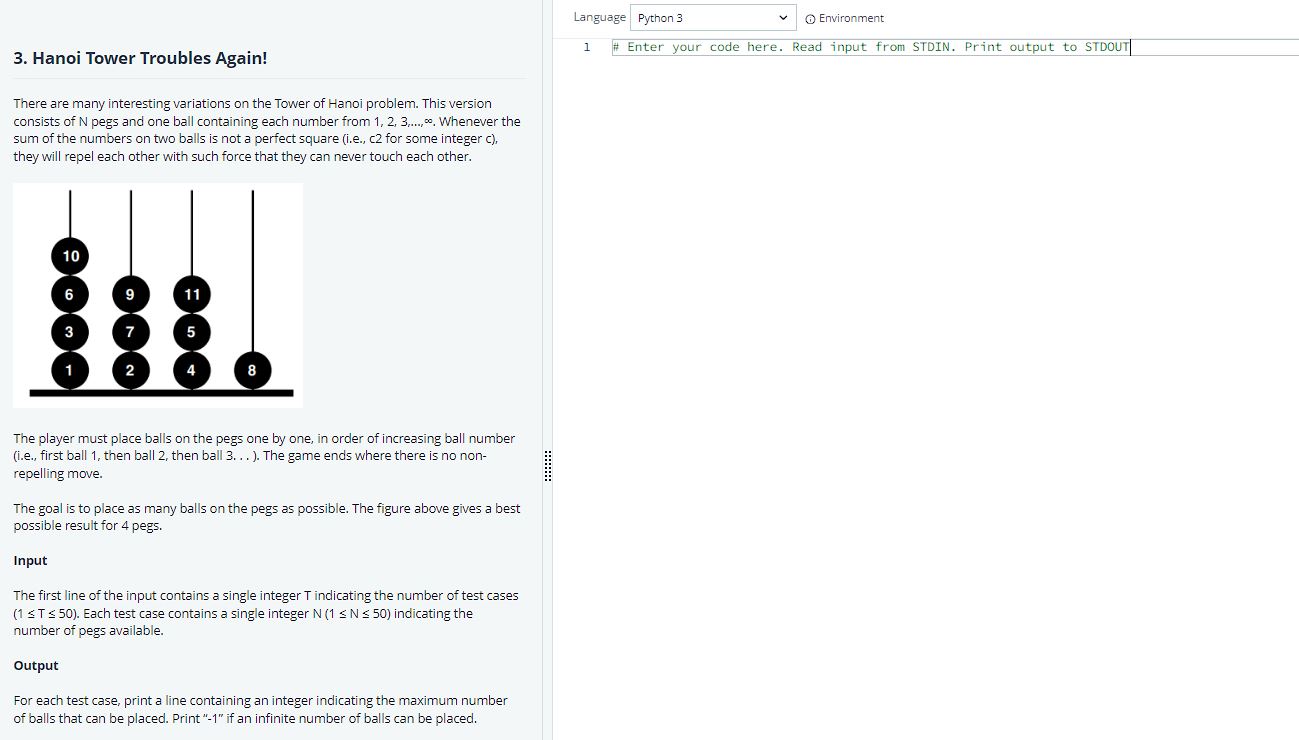 Language Python 3 Environment
3. Hanoi Tower Troubles Again!
1 # Enter your code here. Read input from STDIN. Print output to STDOUT
There are many interesting variations on the Tower of Hanoi problem. This version
consists of N pegs and one ball containing each number from 1, 2, 3,...,∞. Whenever the
sum of the numbers on two balls is not a perfect square (i.e., c2 for some integer c),
they will repel each other with such force that they can never touch each other.
10
6 9 11
3 7 5
1 2 4 8
The player must place balls on the pegs one by one, in order of increasing ball number
(i.e., first ball 1, then ball 2, then ball 3. . . ). The game ends where there is no non-
repelling move.
The goal is to place as many balls on the pegs as possible. The figure above gives a best
possible result for 4 pegs.
Input
The first line of the input contains a single integer T indicating the number of test cases
(1 ≤ T ≤ 50). Each test case contains a single integer N (1 ≤ N ≤ 50) indicating the
number of pegs available.
Output
For each test case, print a line containing an integer indicating the maximum number
of balls that can be placed. Print “-1” if an infinite number of balls can be placed.